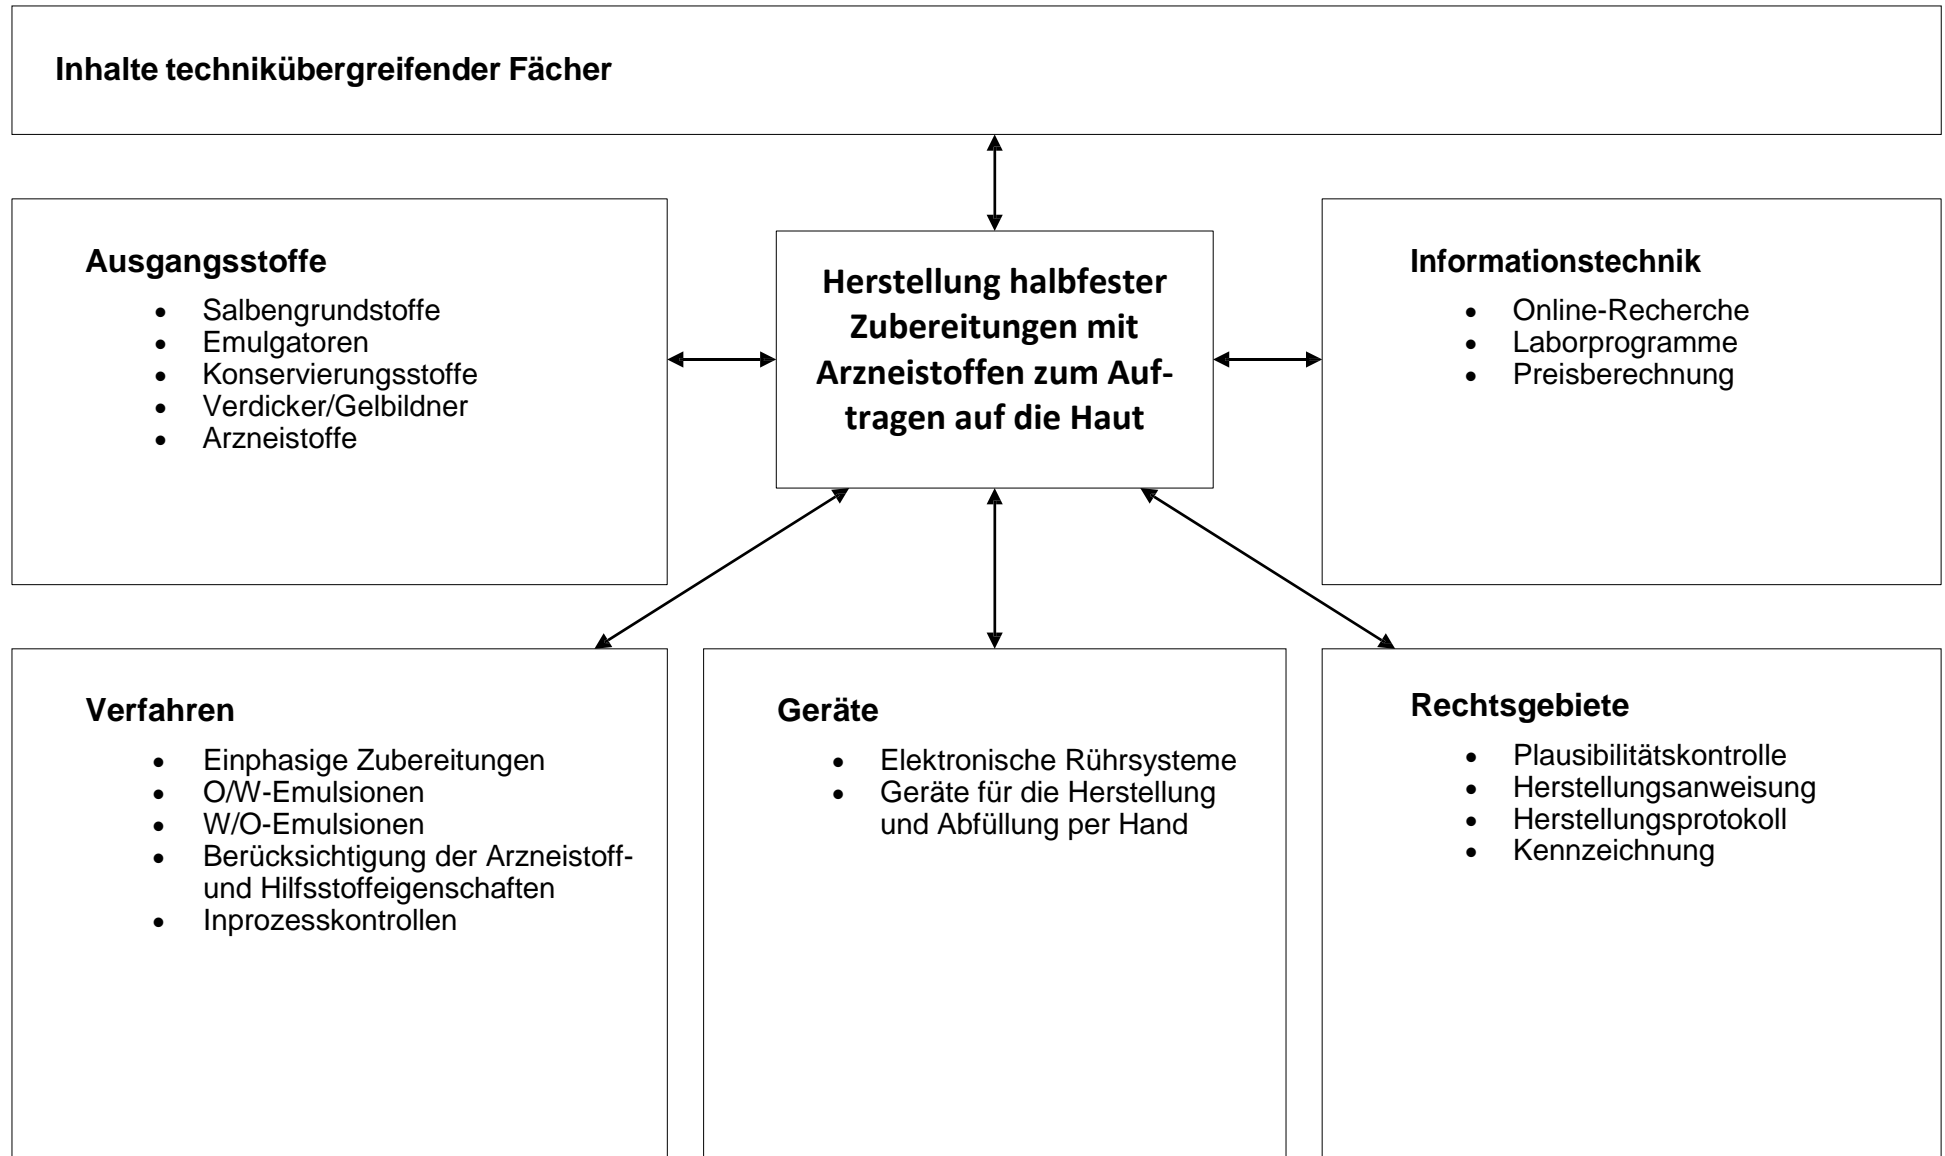 Inhalte technikübergreifender Fächer
Ausgangsstoffe
• Salbengrundstoffe
• Emulgatoren
• Konservierungsstoffe
• Verdicker/Gelbildner
• Arzneistoffe
Herstellung halbfester
Zubereitungen mit
Arzneistoffen zum Auf-
tragen auf die Haut
Informationstechnik
• Online-Recherche
• Laborprogramme
• Preisberechnung
Verfahren
• Einphasige Zubereitungen
• O/W-Emulsionen
• W/O-Emulsionen
• Berücksichtigung der Arzneistoff-
und Hilfsstoffeigenschaften
• Inprozesskontrollen
Geräte
• Elektronische Rührsysteme
• Geräte für die Herstellung
und Abfüllung per Hand
Rechtsgebiete
• Plausibilitätskontrolle
• Herstellungsanweisung
• Herstellungsprotokoll
• Kennzeichnung